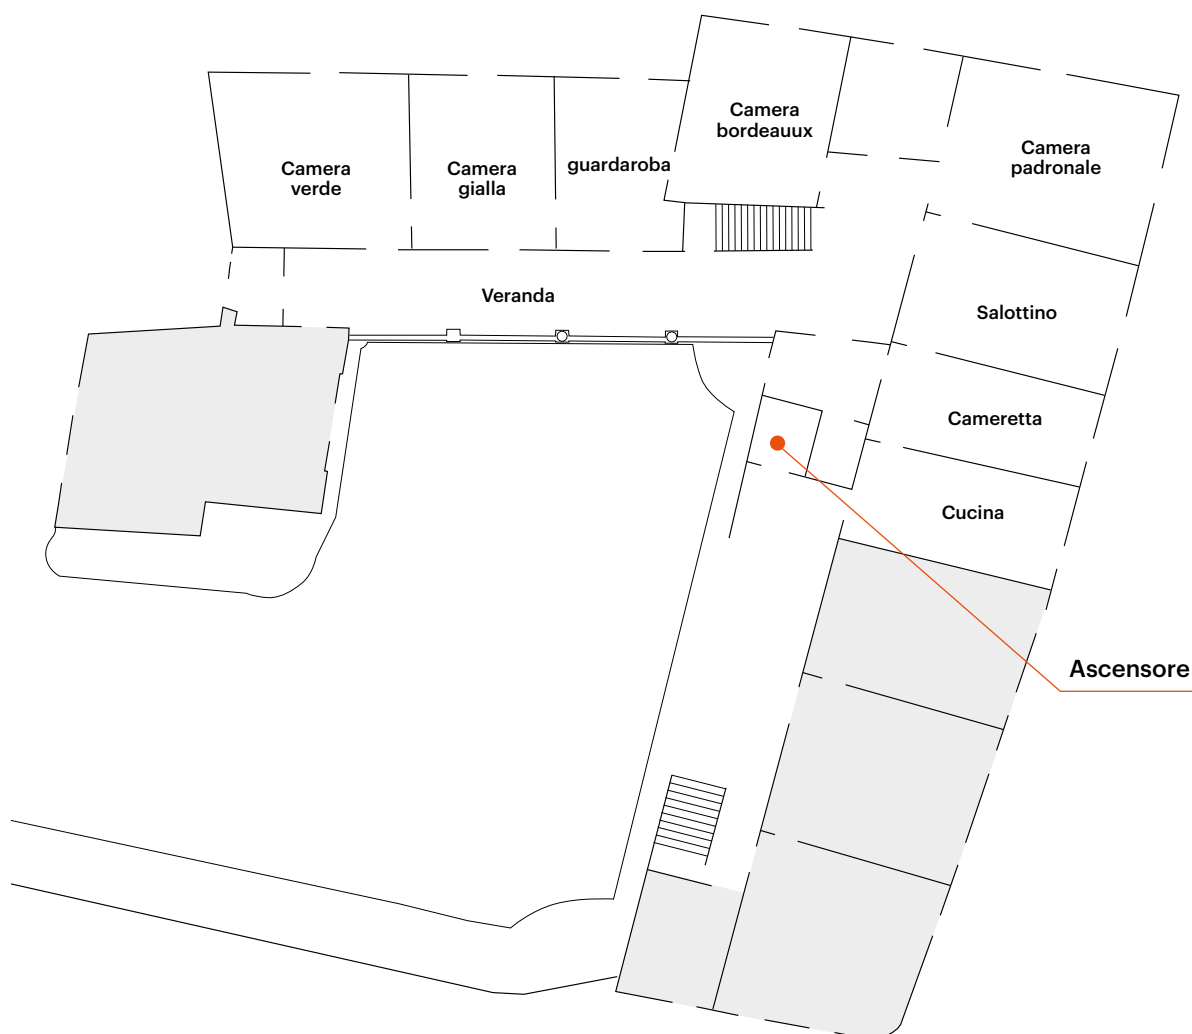 Camera
bordeauux
Camera
padronale
Camera
verde
Camera
gialla
guardaroba
Veranda
Salottino
Cameretta
Cucina
Ascensore